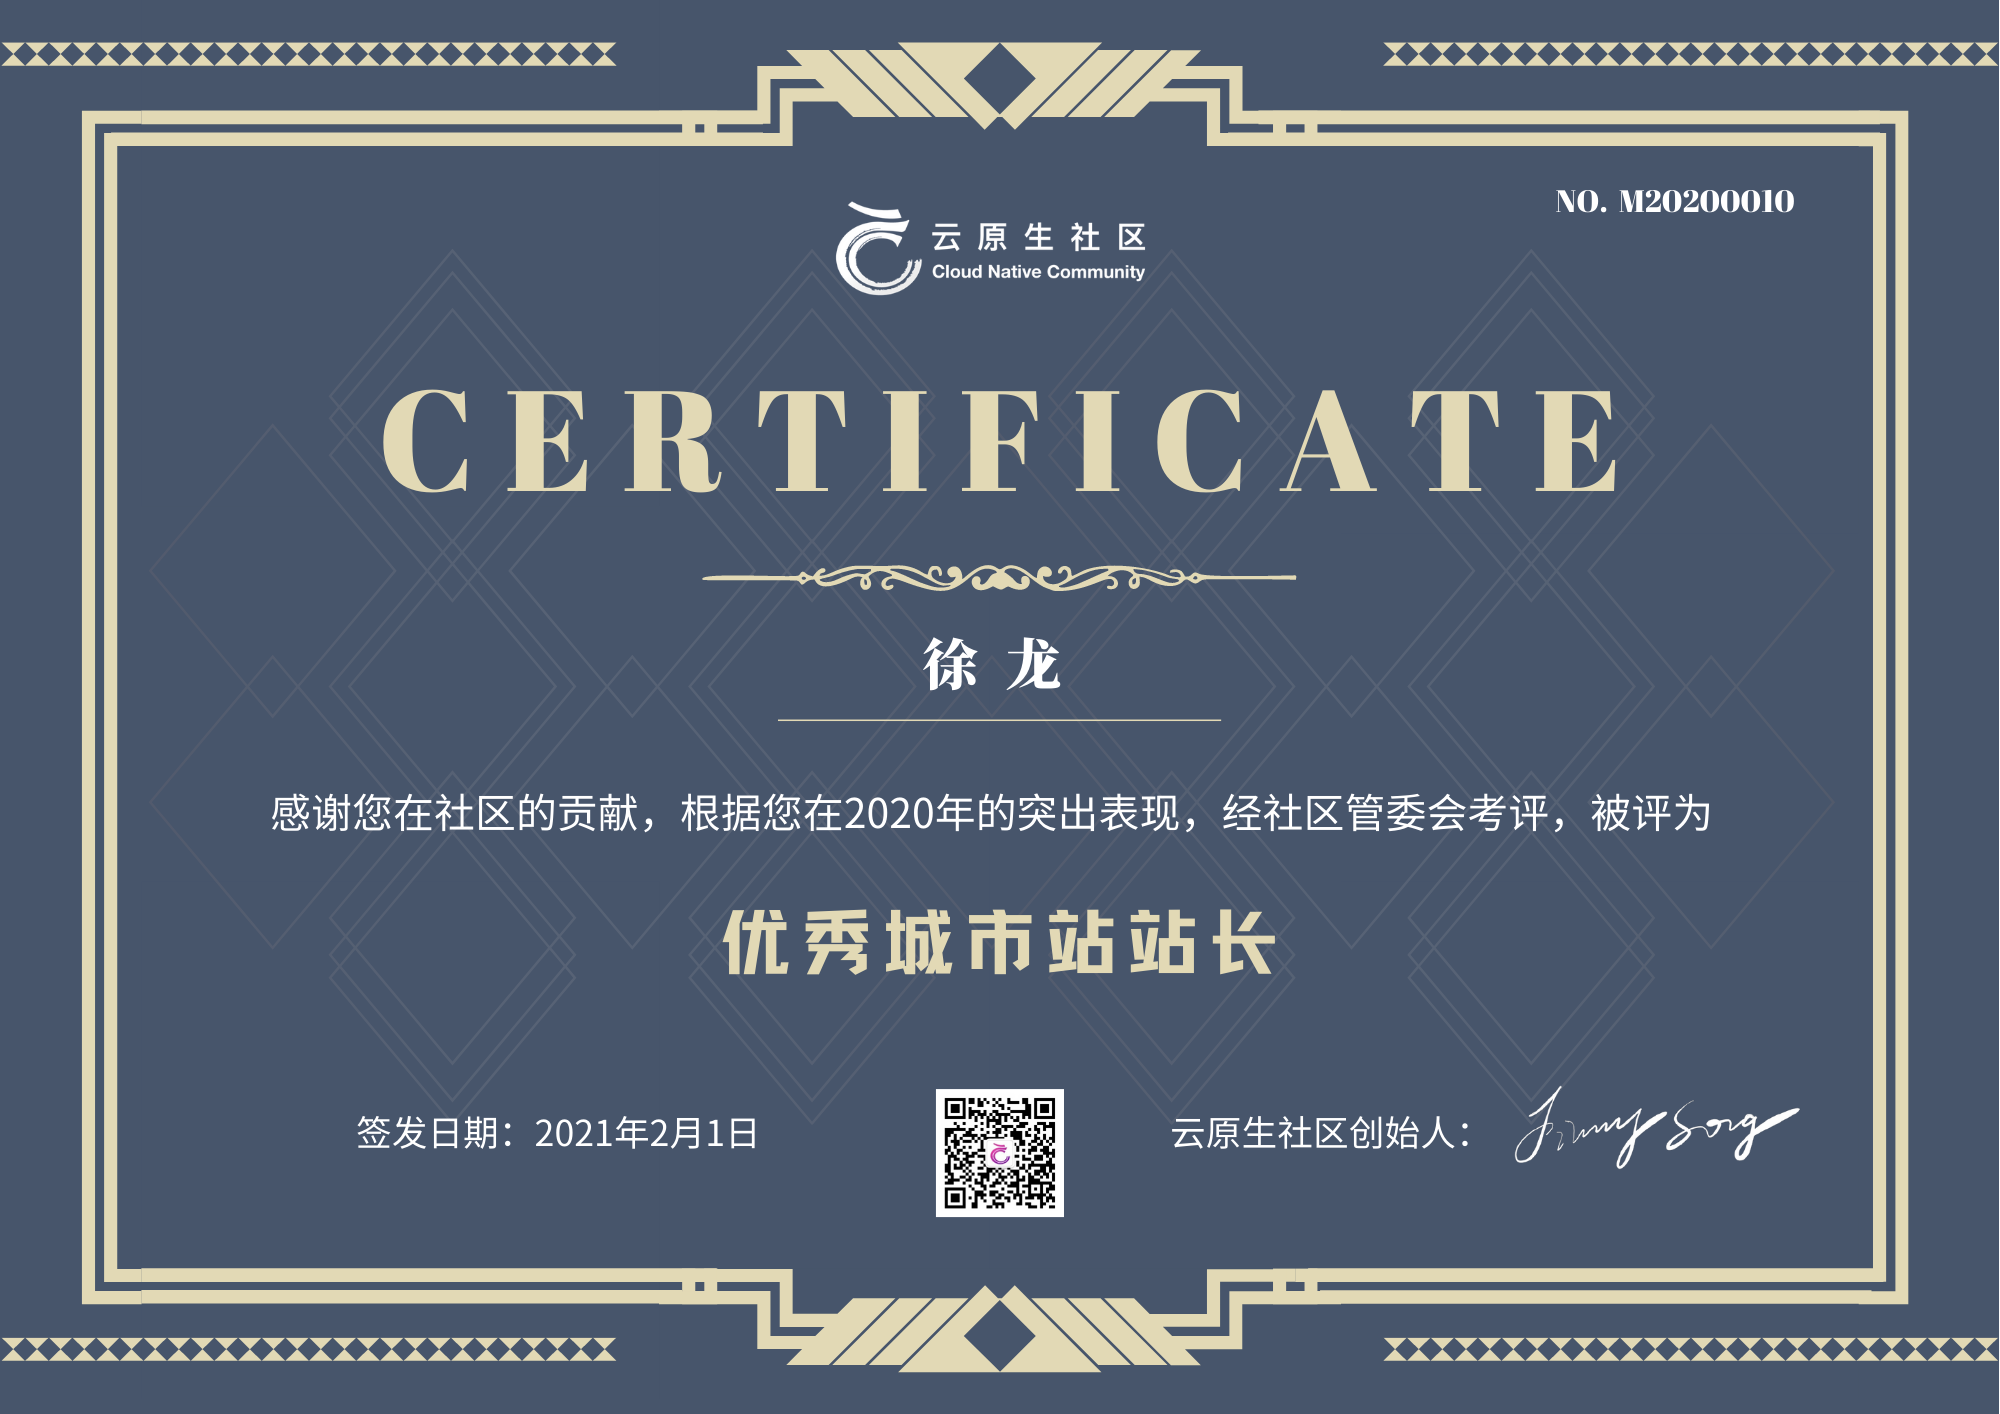 NO. M20200010
云原生社区
Cloud Native Community
CERTIFICATE
徐龙
感谢您在社区的贡献，根据您在2020年的突出表现，经社区管委会考评，被评为
优秀城市站站长
签发日期：2021年2月1日
云原生社区创始人：Jimmy Song